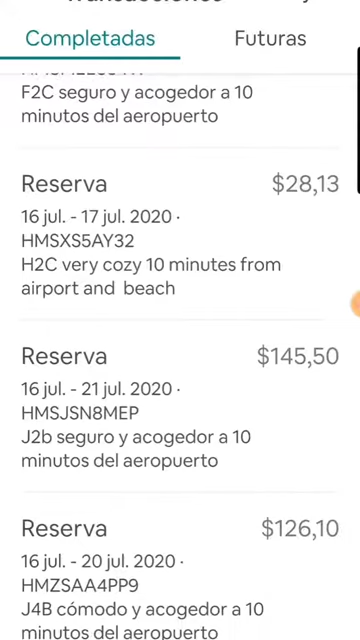 Completadas
Futuras
F2C seguro y acogedor a 10
minutos del aeropuerto
Reserva
$28,13
16 jul. - 17 jul. 2020 ·
HMSXS5AY32
H2C very cozy 10 minutes from
airport and beach
Reserva
$145,50
16 jul. - 21 jul. 2020 ·
HMSJSN8MEP
J2b seguro y acogedor a 10
minutos del aeropuerto
Reserva
$126,10
16 jul. - 20 jul. 2020 ·
HMZSAA4PP9
J4B cómodo y acogedor a 10
minutos del aeropuerto